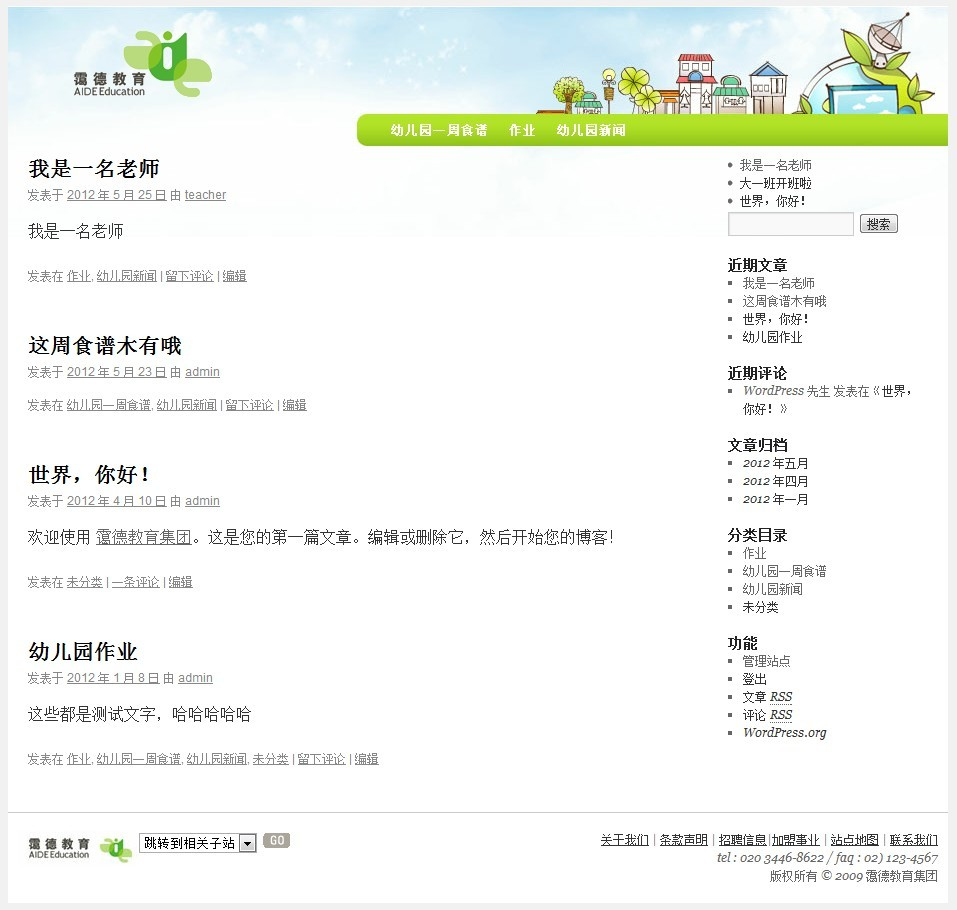 霭德教育
AIDE Education
幼儿园一周食谱 作业 幼儿园新闻
我是一名老师
发表于 2012 年 5 月 25 日 由 teacher
我是一名老师
发表在 作业, 幼儿园新闻 | 留下评论 | 编辑
这周食谱木有哦
发表于 2012 年 5 月 23 日 由 admin
发表在 幼儿园一周食谱, 幼儿园新闻 | 留下评论 | 编辑
世界，你好！
发表于 2012 年 4 月 10 日 由 admin
欢迎使用 霭德教育集团。这是您的第一篇文章。编辑或删除它，然后开始您的博客！
发表在 未分类 | 一条评论 | 编辑
幼儿园作业
发表于 2012 年 1 月 8 日 由 admin
这些都是测试文字，哈哈哈哈哈
发表在 作业, 幼儿园一周食谱, 幼儿园新闻, 未分类 | 留下评论 | 编辑
我是一名老师
大一班开班啦
世界，你好！
搜索
近期文章
我是一名老师
这周食谱木有哦
世界，你好！
幼儿园作业
近期评论
WordPress 先生 发表在《世界，
你好！》
文章归档
2012 年五月
2012 年四月
2012 年一月
分类目录
作业
幼儿园一周食谱
幼儿园新闻
未分类
功能
管理站点
登出
文章 RSS
评论 RSS
WordPress.org
霭德教育
AIDE Education
跳转到相关子站 GO
关于我们 | 条款声明 | 招聘信息|加盟事业 | 站点地图 | 联系我们
tel : 020 3446-8622 / faq : 02) 123-4567
版权所有 © 2009 霭德教育集团